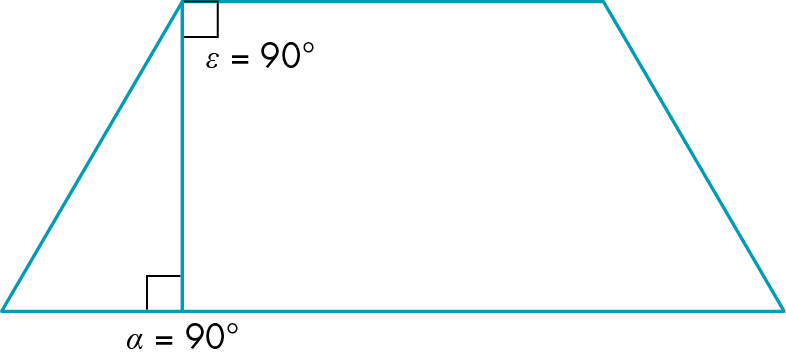 ε = 90°
α = 90°